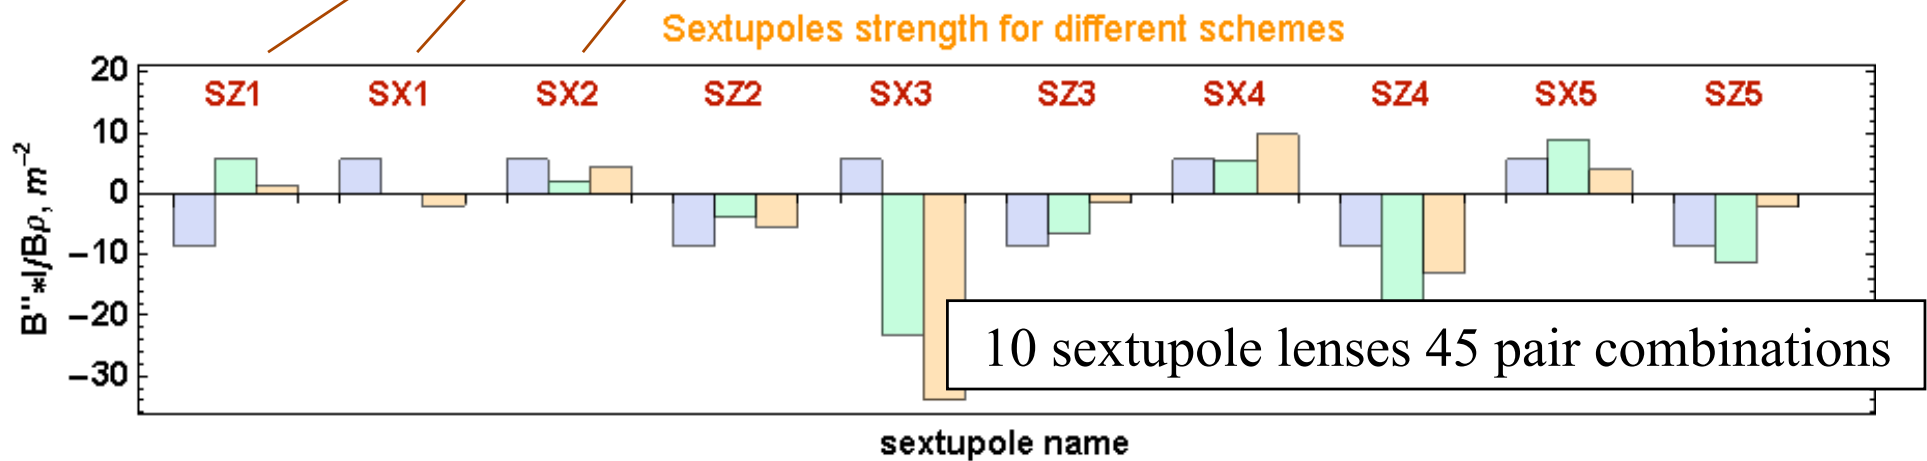 Sextupoles strength for different schemes
20
SZ1 SX1 SX2 SZ2 SX3 SZ3 SX4 SZ4 SX5 SZ5
10
0
−10
−20
−30
B''*l/Bρ, m⁻²
10 sextupole lenses 45 pair combinations
sextupole name